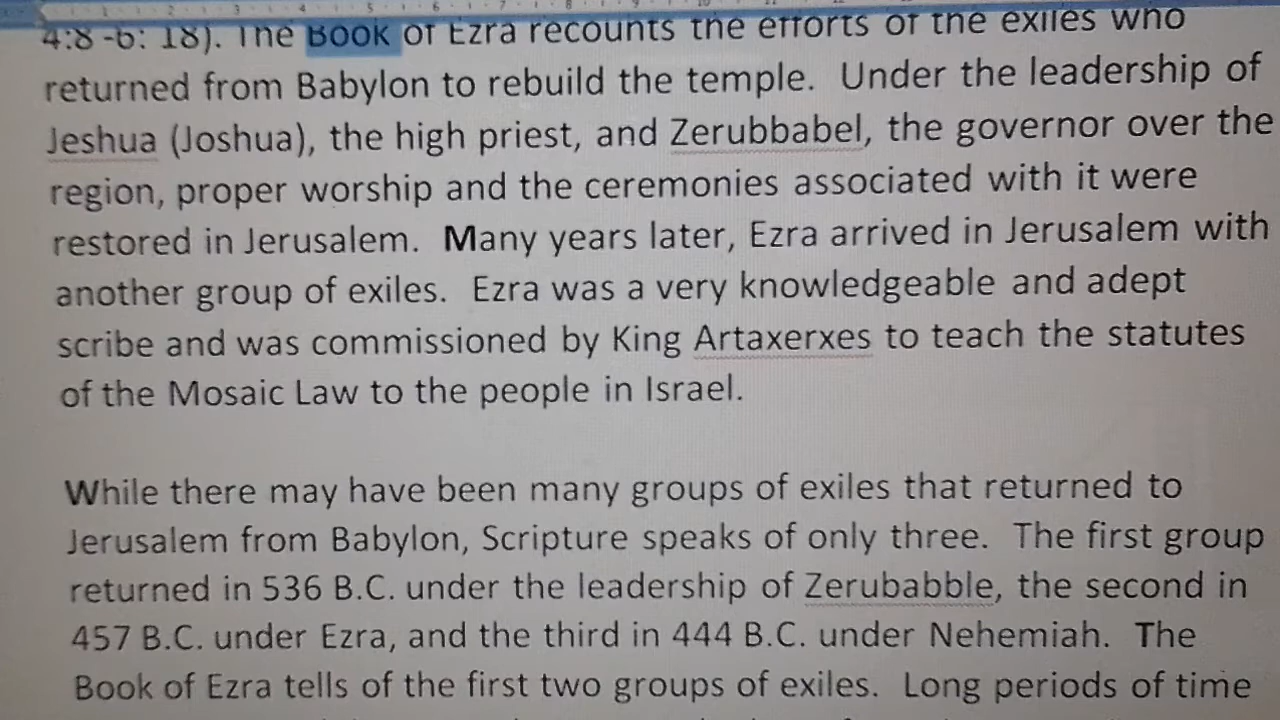 4:8 -6: 18). The Book of Ezra recounts the efforts of the exiles who
returned from Babylon to rebuild the temple. Under the leadership of
Jeshua (Joshua), the high priest, and Zerubbabel, the governor over the
region, proper worship and the ceremonies associated with it were
restored in Jerusalem. Many years later, Ezra arrived in Jerusalem with
another group of exiles. Ezra was a very knowledgeable and adept
scribe and was commissioned by King Artaxerxes to teach the statutes
of the Mosaic Law to the people in Israel.
While there may have been many groups of exiles that returned to
Jerusalem from Babylon, Scripture speaks of only three. The first group
returned in 536 B.C. under the leadership of Zerubabble, the second in
457 B.C. under Ezra, and the third in 444 B.C. under Nehemiah. The
Book of Ezra tells of the first two groups of exiles. Long periods of time